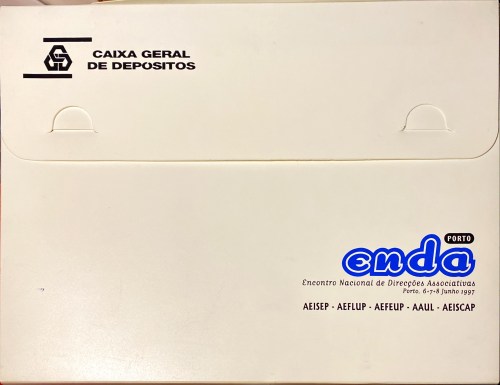 CAIXA GERAL
DE DEPOSITOS
PORTO
enda
Encontro Nacional de Direcções Associativas
Porto. 6-7-8 Junho 1997
AEISEP - AEFLUP - AEFEUP - AAUL - AEISCAP